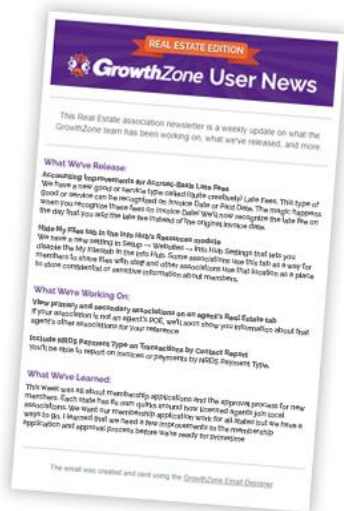 REAL ESTATE EDITION
GrowthZone User News
This Real Estate association newsletter is a weekly update on what the
GrowthZone team has been working on, what we've released, and more.
What We've Release:
Accounting Improvements for Accrual-Basis Late Fees
We have a new good or service type called (quite creatively) Late Fees. This type of
Good or service can be recognized on Invoice Date or Paid Date. The magic happens
when you recognize these fees on Invoice Date! We'll now recognize the late fee on
the day that you add the late fee instead of the original invoice date.
Hide My Files tab in the Info Hub's Resources module
We have a new setting in Setup → Websites → Info Hub Settings that lets you
disable the My Files tab in the Info Hub. Some associations use this tab as a way for
members to share files with staff and other associations use that location as a place
to store confidential or sensitive information about members.
What We're Working On:
View primary and secondary associations on an agent's Real Estate tab
If your association is not an agent's POE, we'll soon show you information about that
agent's other associations for your reference
Include NRDS Payment Type on Transactions by Contact Report
You'll be able to report on invoices or payments by NRDS Payment Type.
What We've Learned:
This week was all about membership applications and the approval process for new
members. Each state has its own quirks around how licensed agents join local
associations. We want our membership application work for all states but we have a
ways to go. I learned that we need a few improvements to the membership
application and approval process before we're ready for primetime
The email was created and sent using the GrowthZone Email Designer